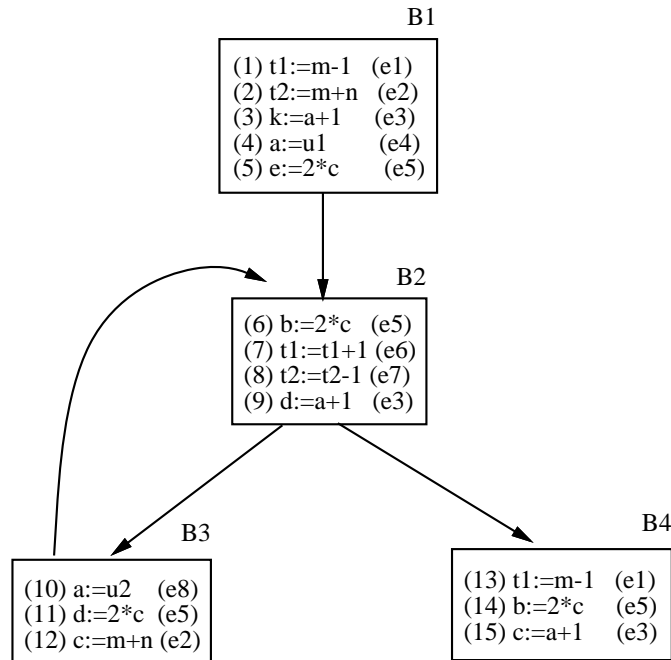 B1
(1) t1:=m-1 (e1)
(2) t2:=m+n (e2)
(3) k:=a+1 (e3)
(4) a:=u1 (e4)
(5) e:=2*c (e5)
B2
(6) b:=2*c (e5)
(7) t1:=t1+1 (e6)
(8) t2:=t2-1 (e7)
(9) d:=a+1 (e3)
B3
(10) a:=u2 (e8)
(11) d:=2*c (e5)
(12) c:=m+n (e2)
B4
(13) t1:=m-1 (e1)
(14) b:=2*c (e5)
(15) c:=a+1 (e3)